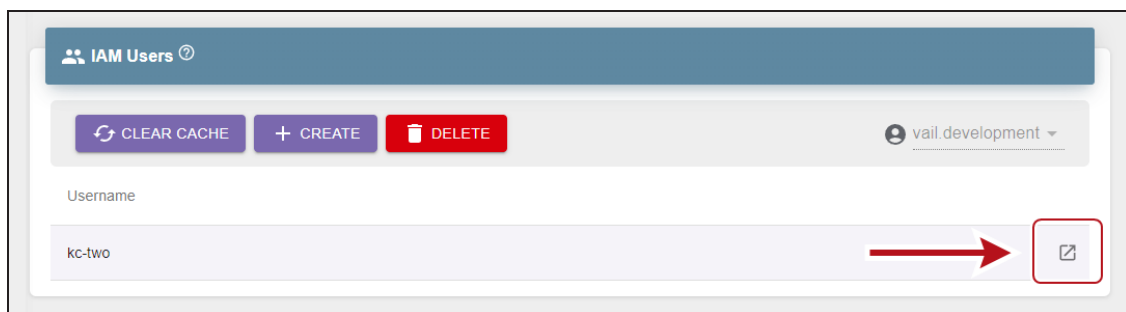 IAM Users
CLEAR CACHE
CREATE
DELETE
vail.development
Username
kc-two